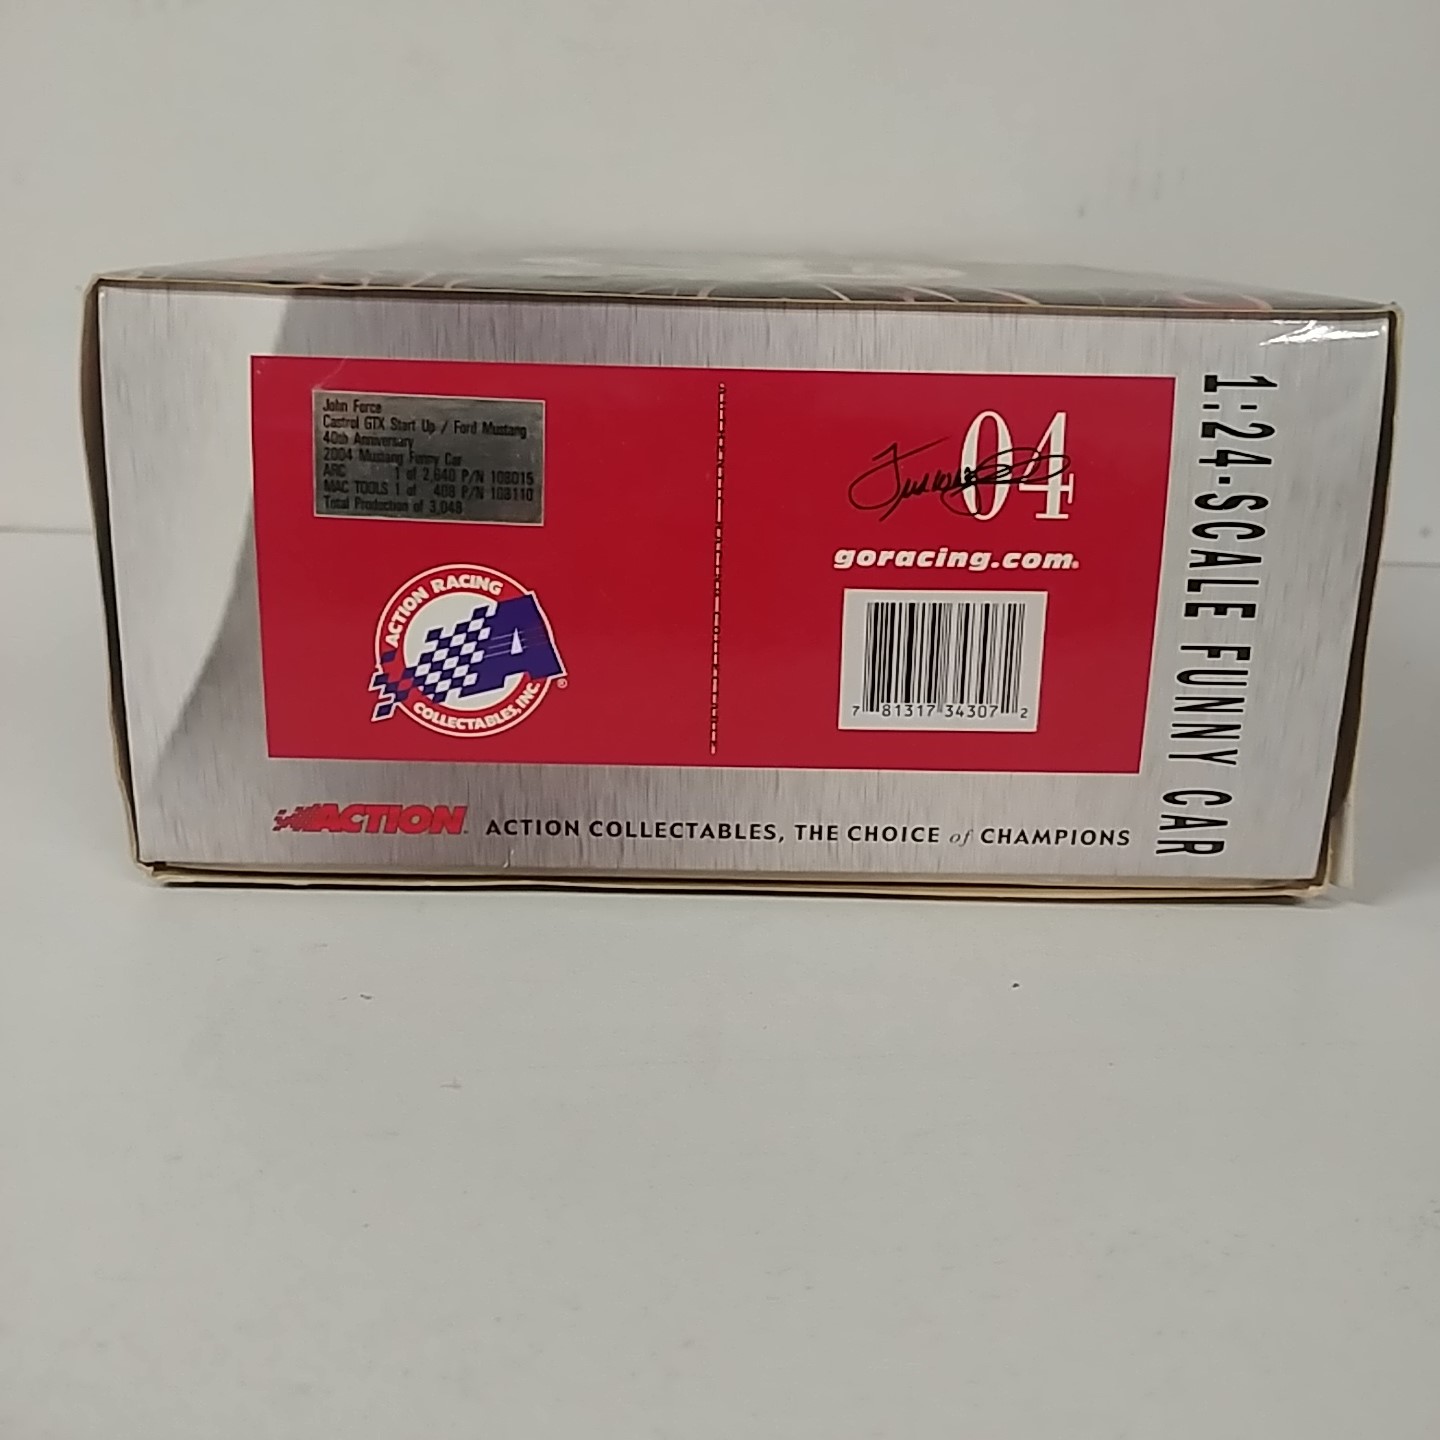 John Force
Castrol GTX Start Up / Ford Mustang
40th Anniversary
2004 Mustang Funny Car
ARC 1 of 2,640 P/N 108015
MAC TOOLS 1 of 408 P/N 108110
Total Production of 3,048
ACTION RACING
COLLECTABLES, INC.
A
®
04
goracing.com®
7 81317 34307 2
1:24-SCALE FUNNY CAR
ACTION
ACTION COLLECTABLES, THE CHOICE of CHAMPIONS